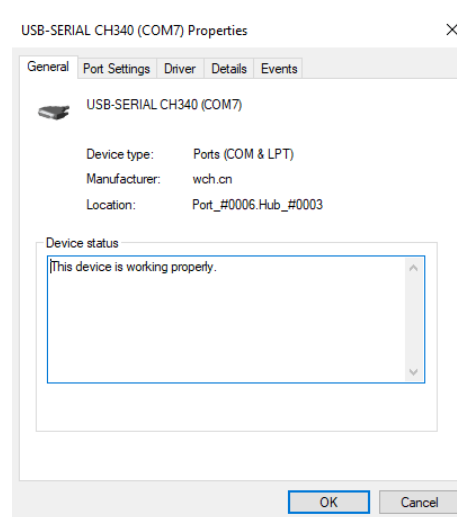 USB-SERIAL CH340 (COM7) Properties
General Port Settings Driver Details Events
USB-SERIAL CH340 (COM7)
Device type: Ports (COM & LPT)
Manufacturer: wch.cn
Location: Port_#0006.Hub_#0003
Device status
This device is working properly.
OK Cancel